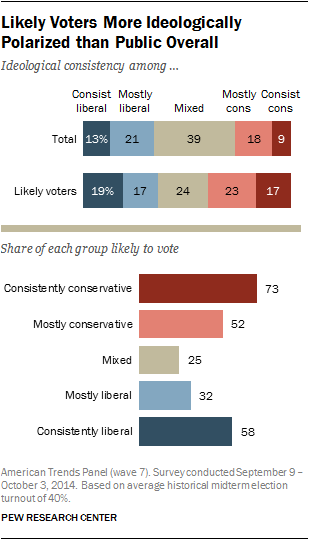 Likely Voters More Ideologically
Polarized than Public Overall
Ideological consistency among ...
Consist liberal
Mostly liberal
Mixed
Mostly cons
Consist cons
Total 13% 21 39 18 9
Likely voters 19% 17 24 23 17
Share of each group likely to vote
Consistently conservative 73
Mostly conservative 52
Mixed 25
Mostly liberal 32
Consistently liberal 58
American Trends Panel (wave 7). Survey conducted September 9 –
October 3, 2014. Based on average historical midterm election
turnout of 40%.
PEW RESEARCH CENTER